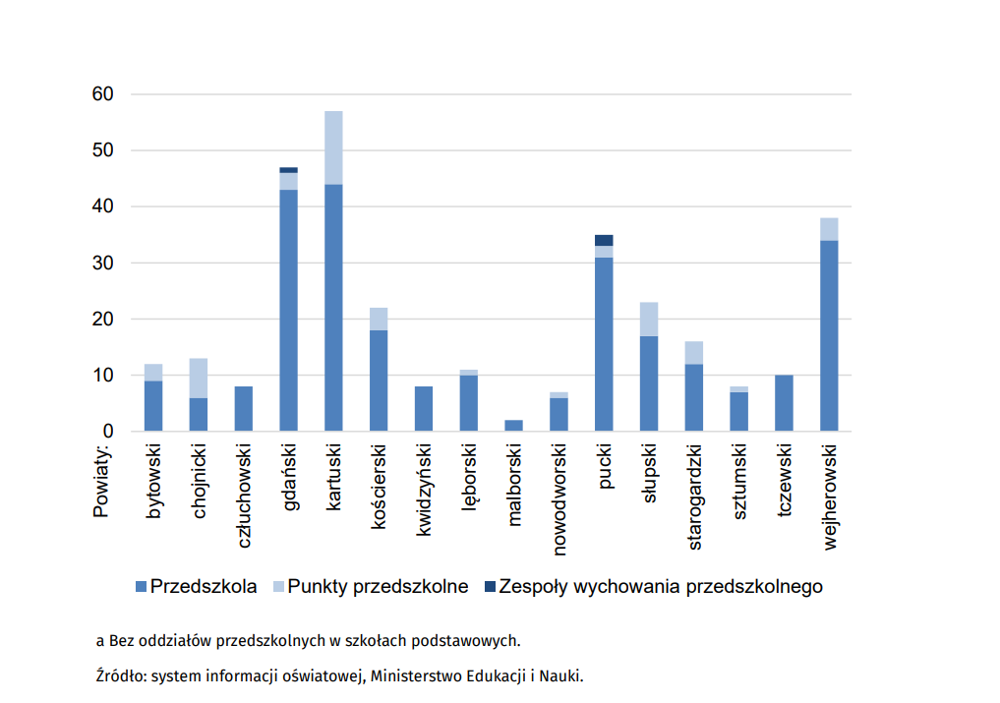 60
50
40
30
20
10
0
Powiaty:
bytowski
chojnicki
człuchowski
gdański
kartuski
kościerski
kwidzyński
lęborski
malborski
nowodworski
pucki
słupski
starogardzki
sztumski
tczewski
wejherowski
Przedszkola Punkty przedszkolne Zespoły wychowania przedszkolnego
a Bez oddziałów przedszkolnych w szkołach podstawowych.
Źródło: system informacji oświatowej, Ministerstwo Edukacji i Nauki.